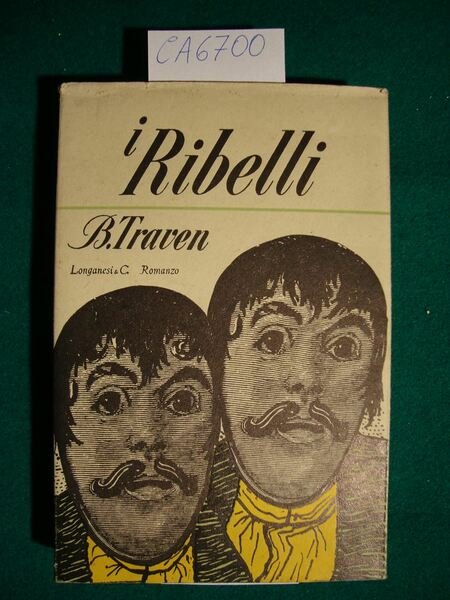 CA6700
i Ribelli
B. Traven
Longanesi & C. Romanzo